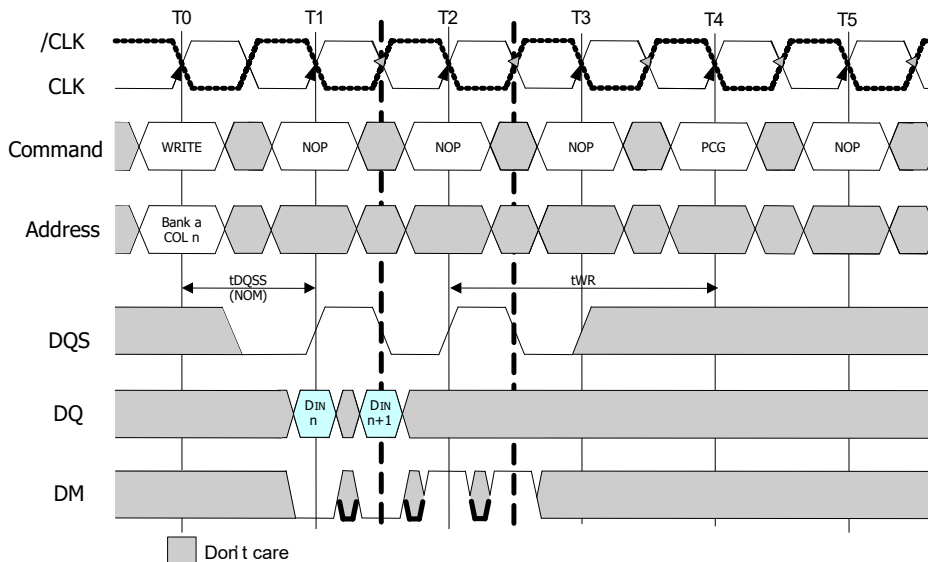 T0 T1 T2 T3 T4 T5
/CLK
CLK
Command WRITE NOP NOP NOP PCG NOP
Address Bank a
COL n
tDQSS
(NOM)
tWR
DQS
DQ DIN
n
DIN
n+1
DM
Don't care